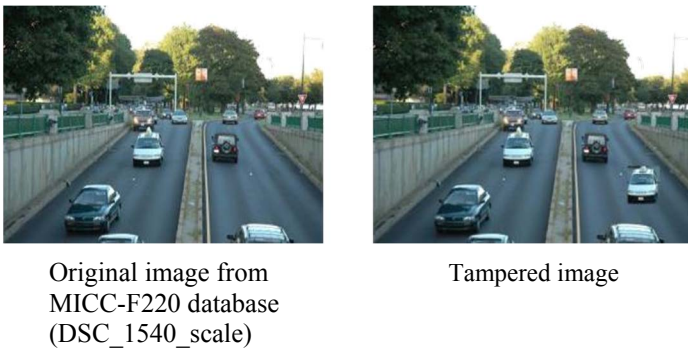 Original image from
MICC-F220 database
(DSC_1540_scale)
Tampered image